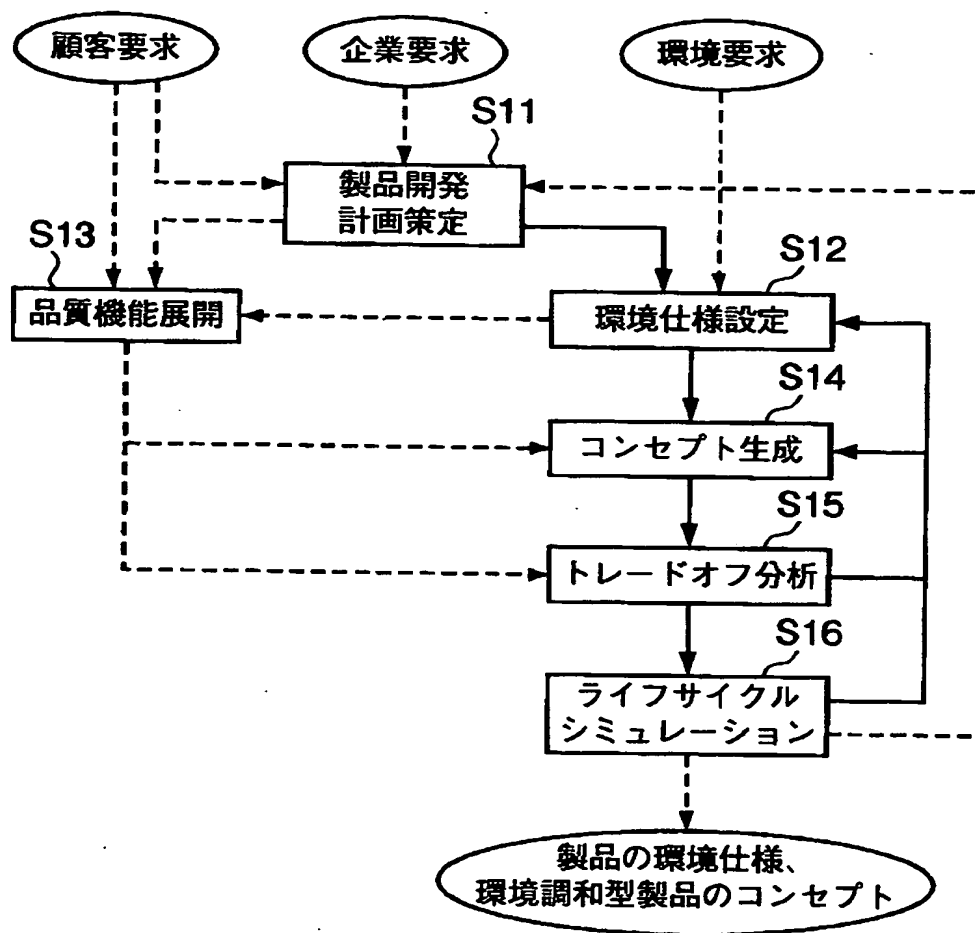 顧客要求
企業要求
環境要求
S11
製品開発
計画策定
S13
品質機能展開
S12
環境仕様設定
S14
コンセプト生成
S15
トレードオフ分析
S16
ライフサイクル
シミュレーション
製品の環境仕様、
環境調和型製品のコンセプト